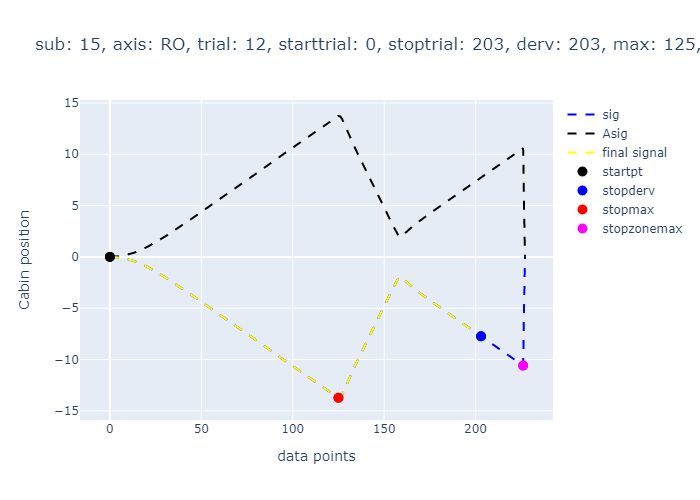 sub: 15, axis: RO, trial: 12, starttrial: 0, stoptrial: 203, derv: 203, max: 125,
15
10
5
0
−5
−10
−15
Cabin position
0
50
100
150
200
data points
sig
Asig
final signal
startpt
stopderv
stopmax
stopzonemax